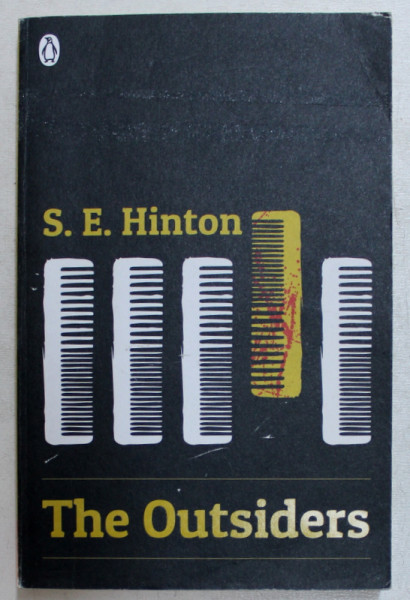 S. E. Hinton
The Outsiders